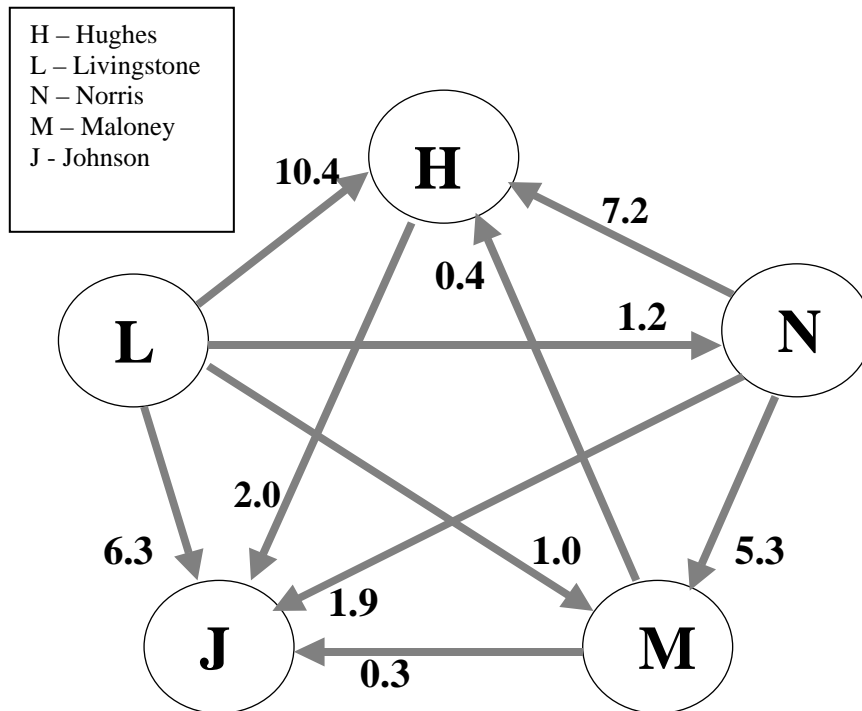 H – Hughes
L – Livingstone
N – Norris
M – Maloney
J - Johnson
H
10.4
7.2
0.4
1.2
L
N
2.0
6.3
1.0
5.3
1.9
J
M
0.3